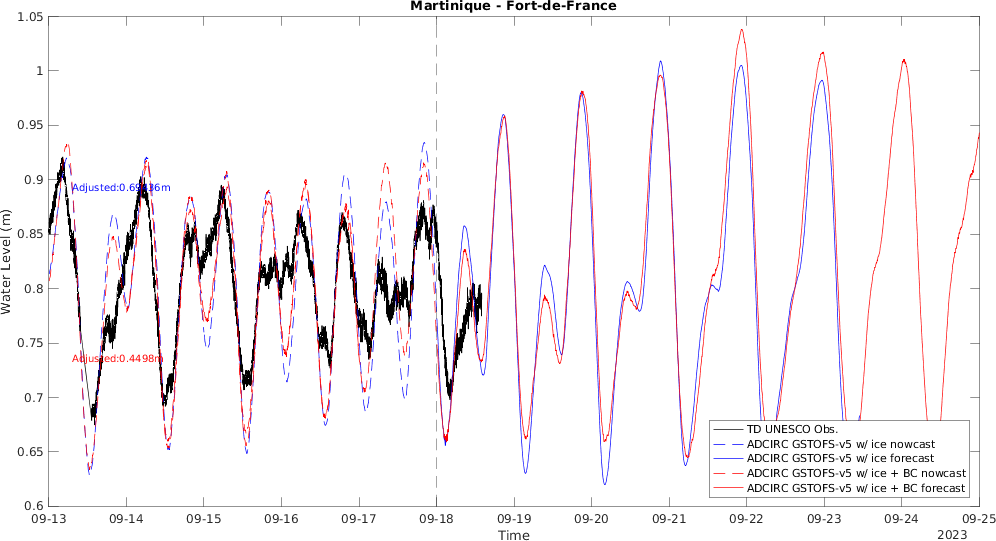 Martinique - Fort-de-France
1.05
1
0.95
0.9
0.85
0.8
0.75
0.7
0.65
0.6
Water Level (m)
Adjusted:0.69436m
Adjusted:0.4498m
TD UNESCO Obs.
ADCIRC GSTOFS-v5 w/ ice nowcast
ADCIRC GSTOFS-v5 w/ ice forecast
ADCIRC GSTOFS-v5 w/ ice + BC nowcast
ADCIRC GSTOFS-v5 w/ ice + BC forecast
09-13 09-14 09-15 09-16 09-17 09-18 09-19 09-20 09-21 09-22 09-23 09-24 09-25
Time
2023